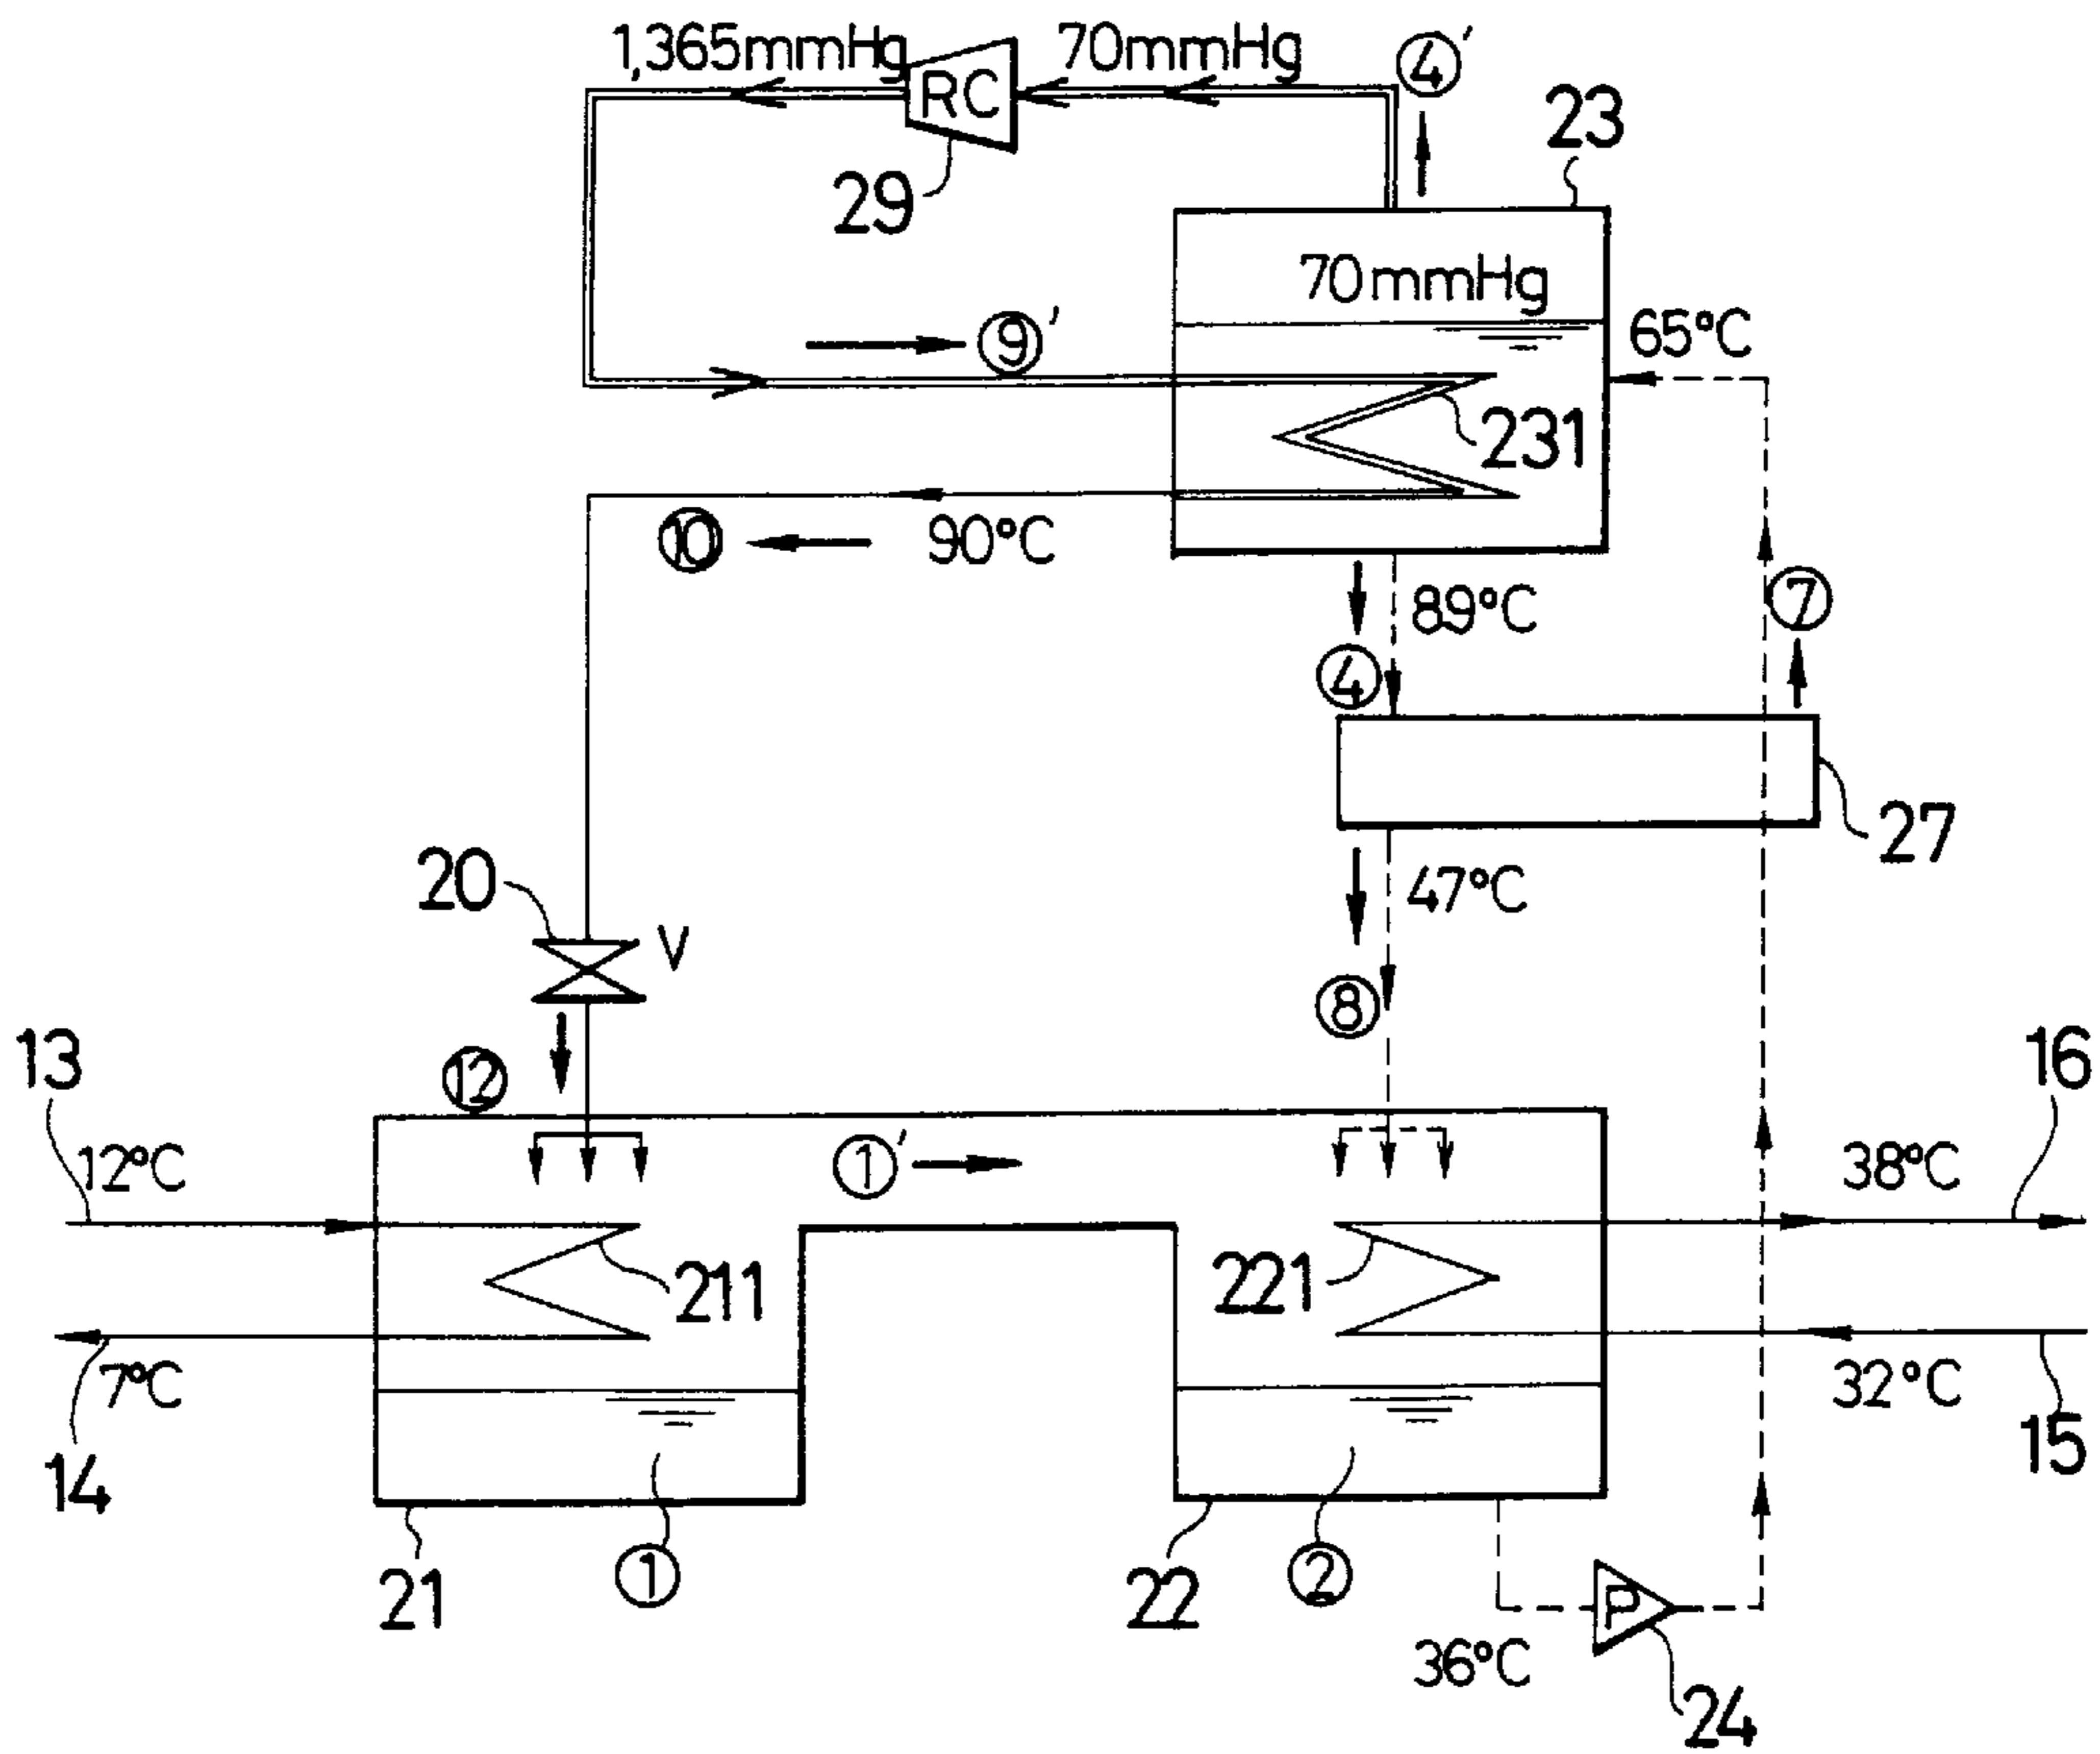 1,365mmHg
RC
70mmHg
④'
23
29
70mmHg
⑨'
65°C
231
⑩
90°C
89°C
⑦
④
27
20
V
47°C
⑧
13
16
⑫
12°C
①'
38°C
211
221
7°C
32°C
14
15
21
①
22
②
P
36°C
24